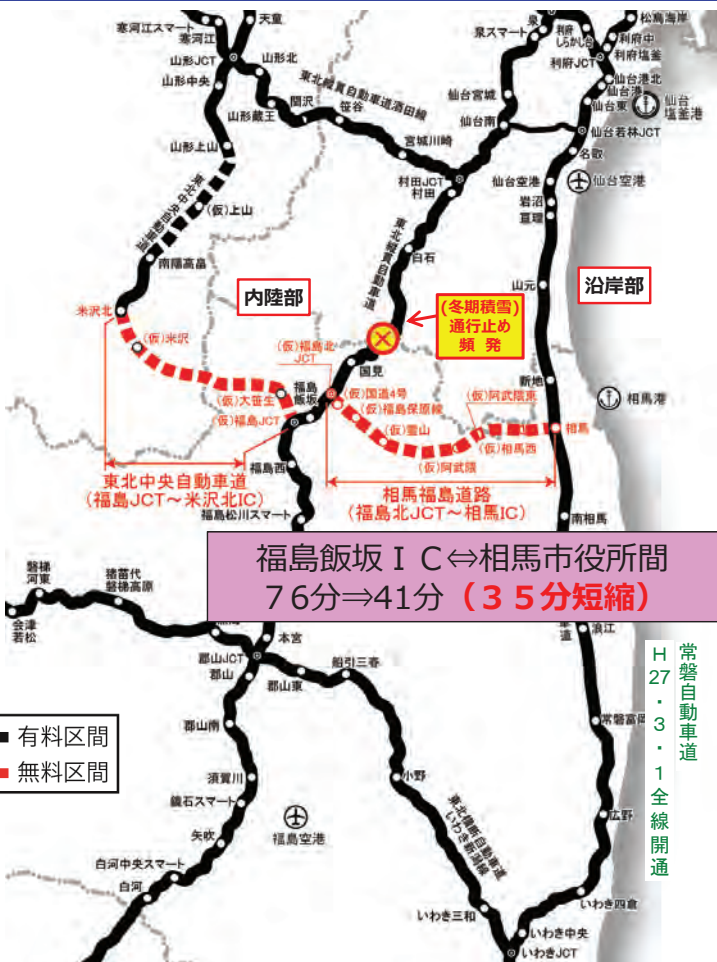 寒河江スマート
寒河江
天童
山形JCT
山形北
山形中央
関沢
笹谷
山形蔵王
東北縦貫自動車道酒田線
宮城川崎
山形上山
東北中央自動車道
(仮)上山
南陽高畠
米沢北
(仮)米沢
泉
泉スマート
利府
しらかし台
松島海岸
利府中
利府塩釜
利府JCT
仙台港北
仙台港
仙台宮城
仙台東
仙台
塩釜港
仙台南
仙台若林JCT
名取
村田JCT
村田
仙台空港
仙台空港
岩沼
亘理
東北縦貫自動車道
白石
山元
内陸部
沿岸部
(冬期積雪)
通行止め
頻 発
(仮)福島北
JCT
国見
新地
相馬港
福島
飯坂
(仮)大笹生
(仮)国道4号
(仮)福島保原線
(仮)阿武隈東
(仮)福島JCT
(仮)霊山
(仮)相馬西
相馬
(仮)阿武隈
福島西
東北中央自動車道
(福島JCT～米沢北IC)
相馬福島道路
(福島北JCT～相馬IC)
福島松川スマート
南相馬
福島飯坂ＩＣ⇔相馬市役所間
７6分⇒41分（３５分短縮）
磐梯
河東
猪苗代
磐梯高原
会津
若松
本宮
浪江
郡山JCT
郡山
郡山東
船引三春
常磐自動車道
H27・3・1全線開通
常磐富岡
有料区間
無料区間
郡山南
須賀川
小野
鏡石スマート
福島空港
矢吹
白河中央スマート
白河
東北横断自動車道
いわき新潟線
広野
いわき四倉
いわき三和
いわき中央
いわきJCT